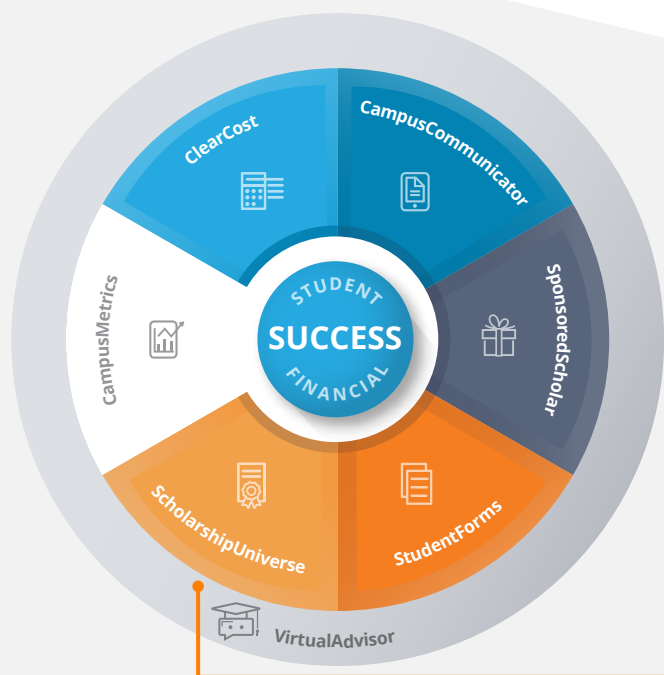 ClearCost
CampusCommunicator
SponsoredScholar
StudentForms
ScholarshipUniverse
CampusMetrics
STUDENT
SUCCESS
FINANCIAL
VirtualAdvisor